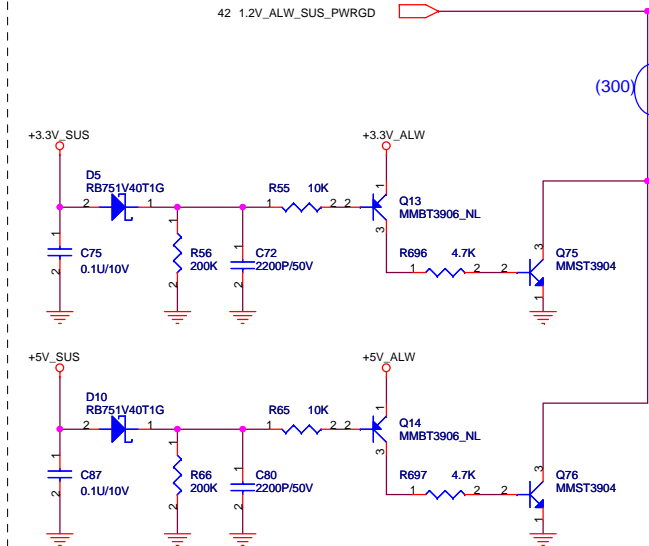 42 1.2V_ALW_SUS_PWRGD
(300)
+3.3V_SUS
+3.3V_ALW
D5
RB751V40T1G
2
1
R55 10K
1
2
2
1
Q13
MMBT3906_NL
3
1
C75
0.1U/10V
2
1
R56
200K
2
1
C72
2200P/50V
2
R696 4.7K
1
2
2
3
Q75
MMST3904
1
+5V_SUS
+5V_ALW
D10
RB751V40T1G
2
1
R65 10K
1
2
2
1
Q14
MMBT3906_NL
3
1
C87
0.1U/10V
2
1
R66
200K
2
1
C80
2200P/50V
2
R697 4.7K
1
2
2
3
Q76
MMST3904
1